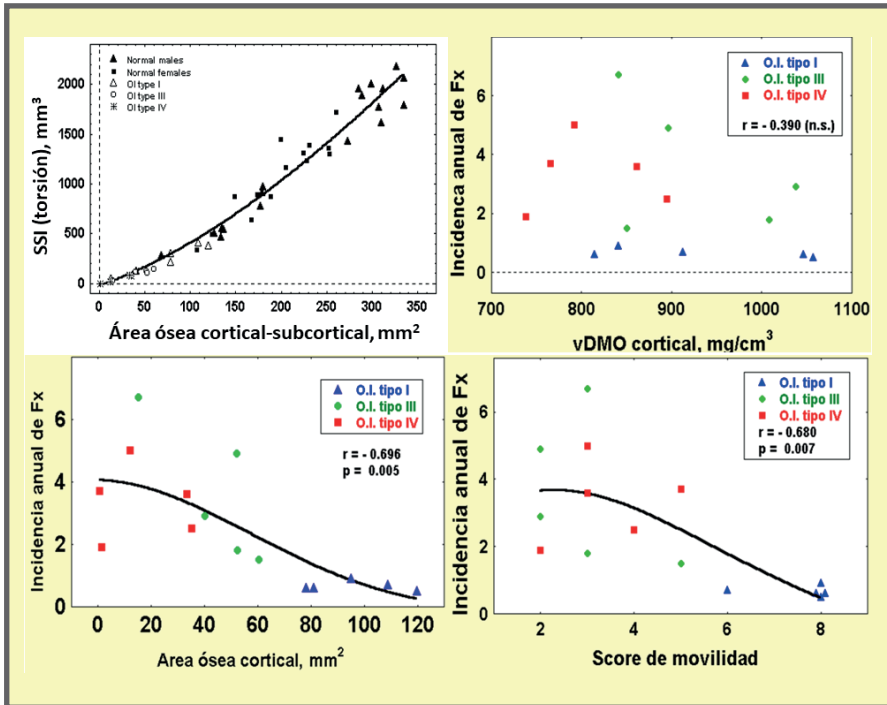 SSI (torsión), mm³
2000
1500
1000
500
0
0
50
100
150
200
250
300
350
Área ósea cortical-subcortical, mm²
Normal males
Normal females
OI type I
OI type III
OI type IV
Incidenca anual de Fx
6
4
2
0
700
800
900
1000
1100
vDMO cortical, mg/cm³
O.I. tipo I
O.I. tipo III
O.I. tipo IV
r = - 0.390 (n.s.)
Incidencia anual de Fx
6
4
2
0
0
20
40
60
80
100
120
Area ósea cortical, mm²
O.I. tipo I
O.I. tipo III
O.I. tipo IV
r = - 0.696
p = 0.005
Incidencia anual de Fx
6
4
2
0
2
4
6
8
Score de movilidad
O.I. tipo I
O.I. tipo III
O.I. tipo IV
r = - 0.680
p = 0.007